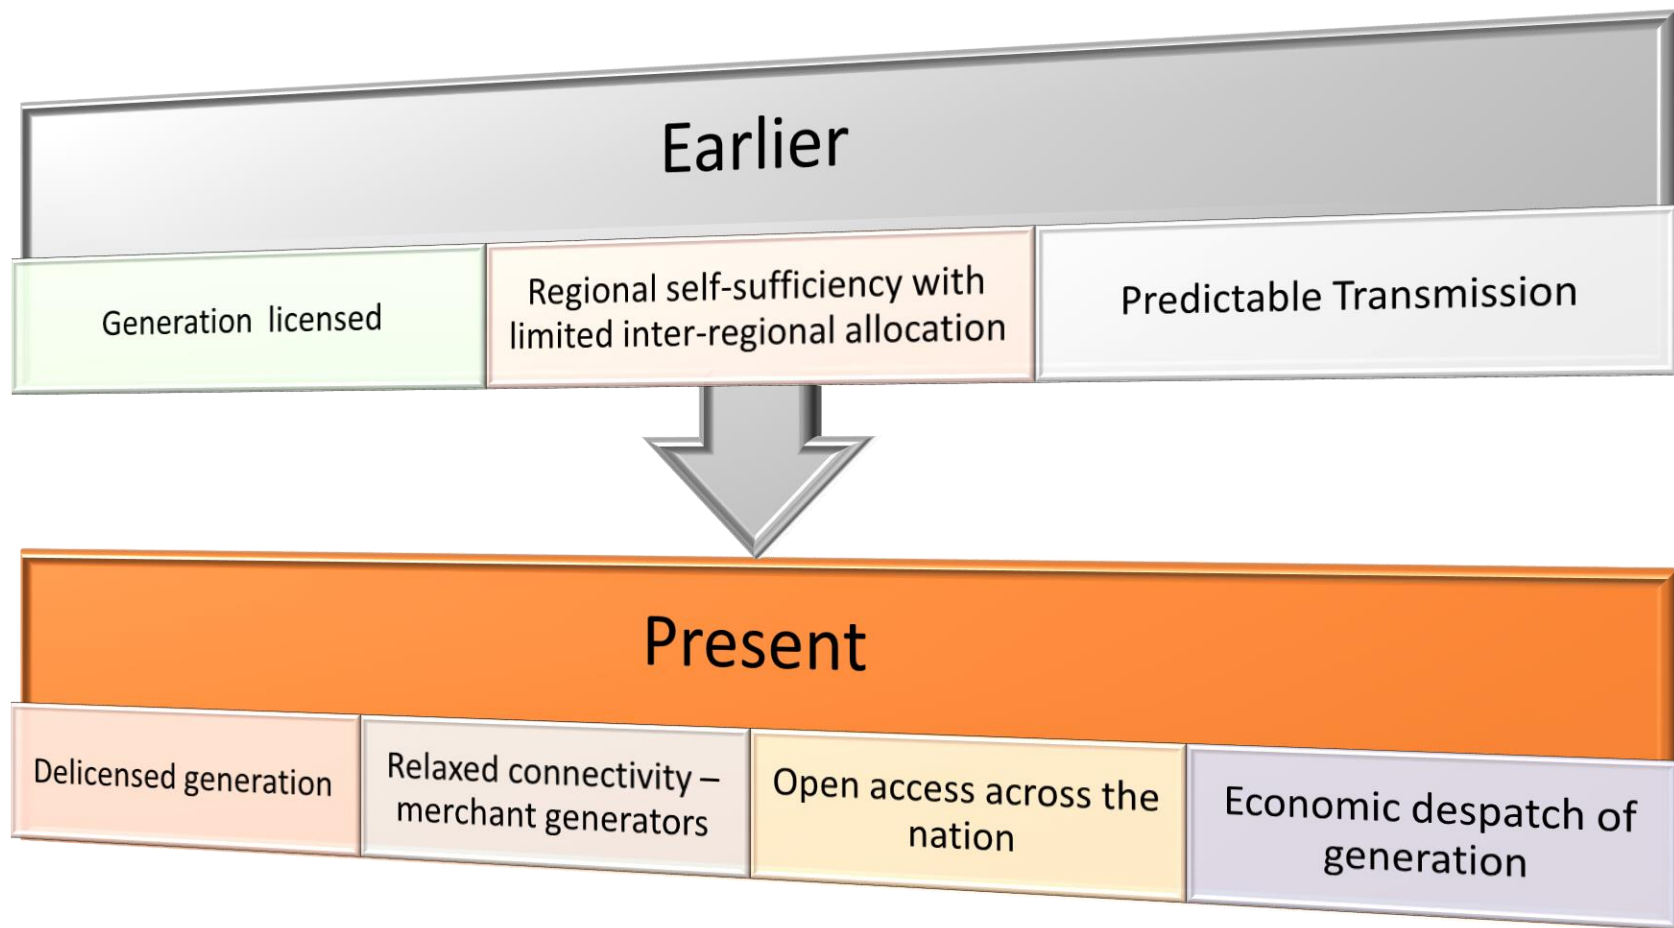 Earlier
Generation licensed
Regional self-sufficiency with
limited inter-regional allocation
Predictable Transmission
Present
Delicensed generation
Relaxed connectivity –
merchant generators
Open access across the
nation
Economic despatch of
generation